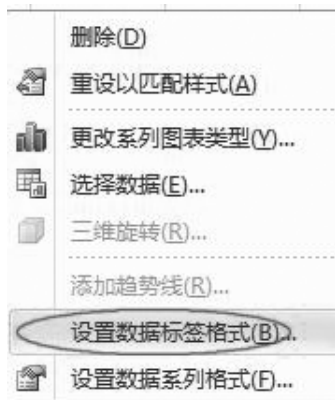 删除(D)
重设以匹配样式(A)
更改系列图表类型(Y)...
选择数据(E)...
三维旋转(R)...
添加趋势线(R)...
设置数据标签格式(B)...
设置数据系列格式(F)...